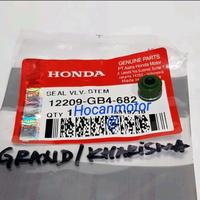 HONDA
GENUINE PARTS
PT Astra Honda Motor
SEAL VLV. STEM
12209-GB4-682
QTY 1
Hocanmotor
GRAND/KHARISMA